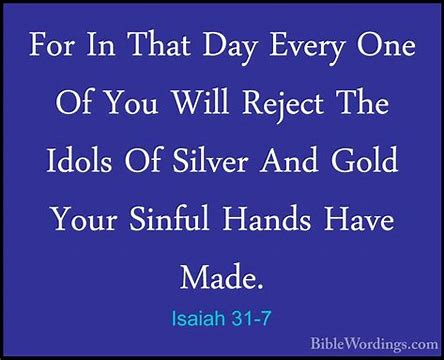 For In That Day Every One
Of You Will Reject The
Idols Of Silver And Gold
Your Sinful Hands Have
Made.
Isaiah 31-7
BibleWordings.com